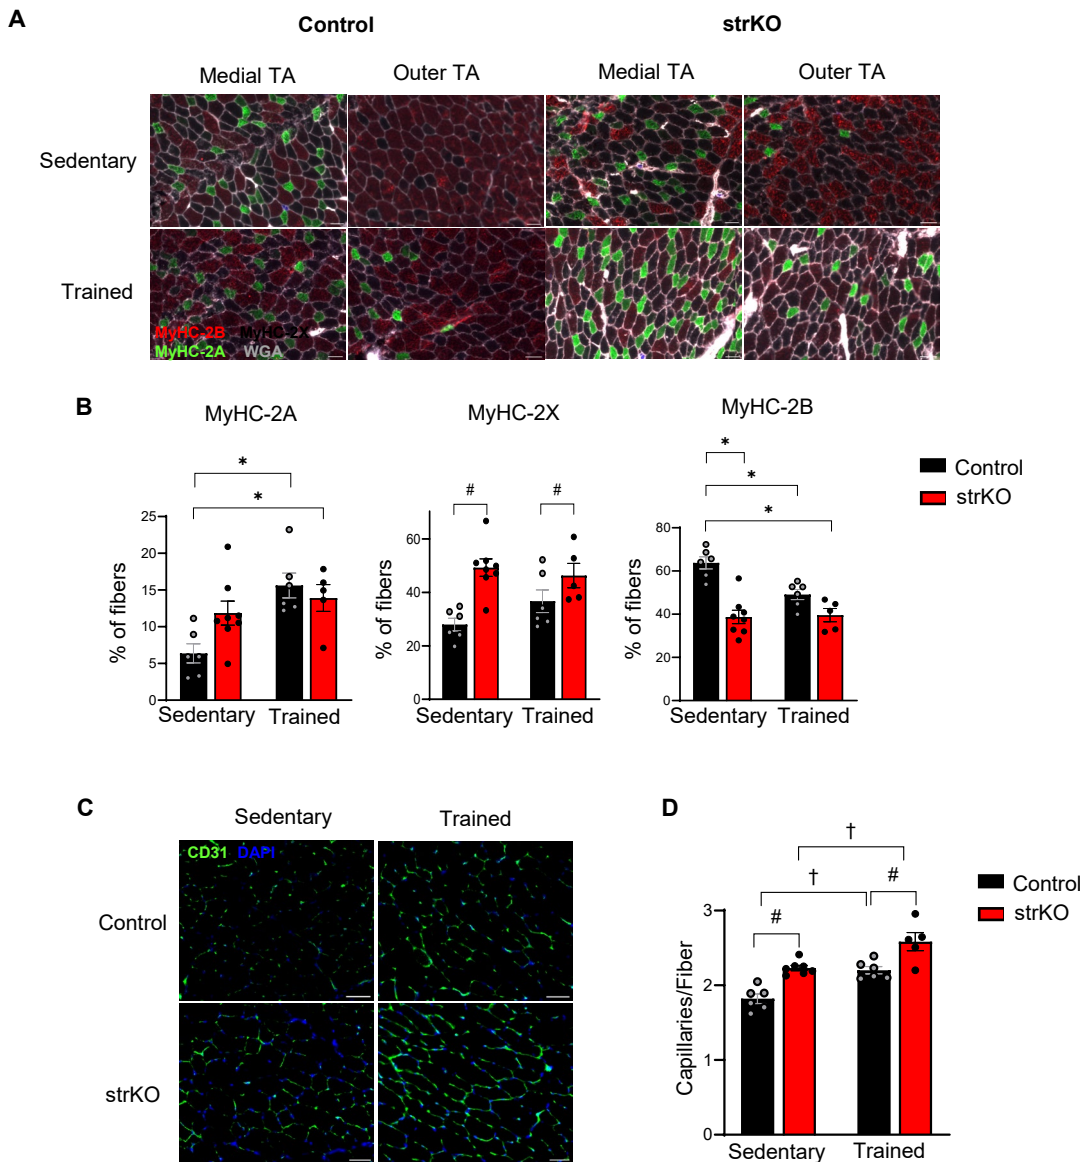 A
Control
strKO
Medial TA
Outer TA
Medial TA
Outer TA
Sedentary
Trained
MyHC-2B MyHC-2X
MyHC-2A WGA
B
MyHC-2A
MyHC-2X
MyHC-2B
*
*
#
#
*
*
*
Control
strKO
% of fibers
25
20
15
10
5
0
Sedentary
Trained
% of fibers
60
40
20
Sedentary
Trained
% of fibers
80
60
40
20
Sedentary
Trained
C
Sedentary
Trained
CD31 DAPI
Control
strKO
D
†
†
#
#
Control
strKO
Capillaries/Fiber
3
2
1
0
Sedentary
Trained